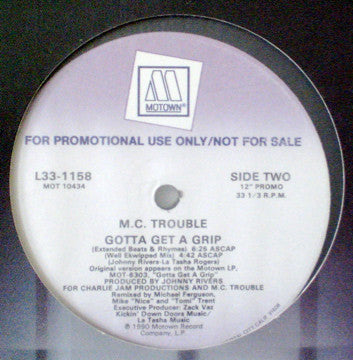 M
MOTOWN®
FOR PROMOTIONAL USE ONLY/NOT FOR SALE
L33-1158
MOT 10434
SIDE TWO
12" PROMO
33 1/3 R.P.M.
M.C. TROUBLE
GOTTA GET A GRIP
(Extended Beats & Rhymes) 6:25 ASCAP
(Well Ekwipped Mix) 4:42 ASCAP
(Johnny Rivers-La Tasha Rogers)
Original version appears on the Motown LP.
MOT-6303, "Gotta Get A Grip"
PRODUCED BY JOHNNY RIVERS
FOR CHARLIE JAM PRODUCTIONS AND M.C. TROUBLE
Remixed by Michael Ferguson,
Mike "Nice" and "Tomi" Trent
Executive Producer: Zack Vaz
Kickin' Down Doors Music/
La Tasha Music
℗ 1990 Motown Record
Company, L.P.